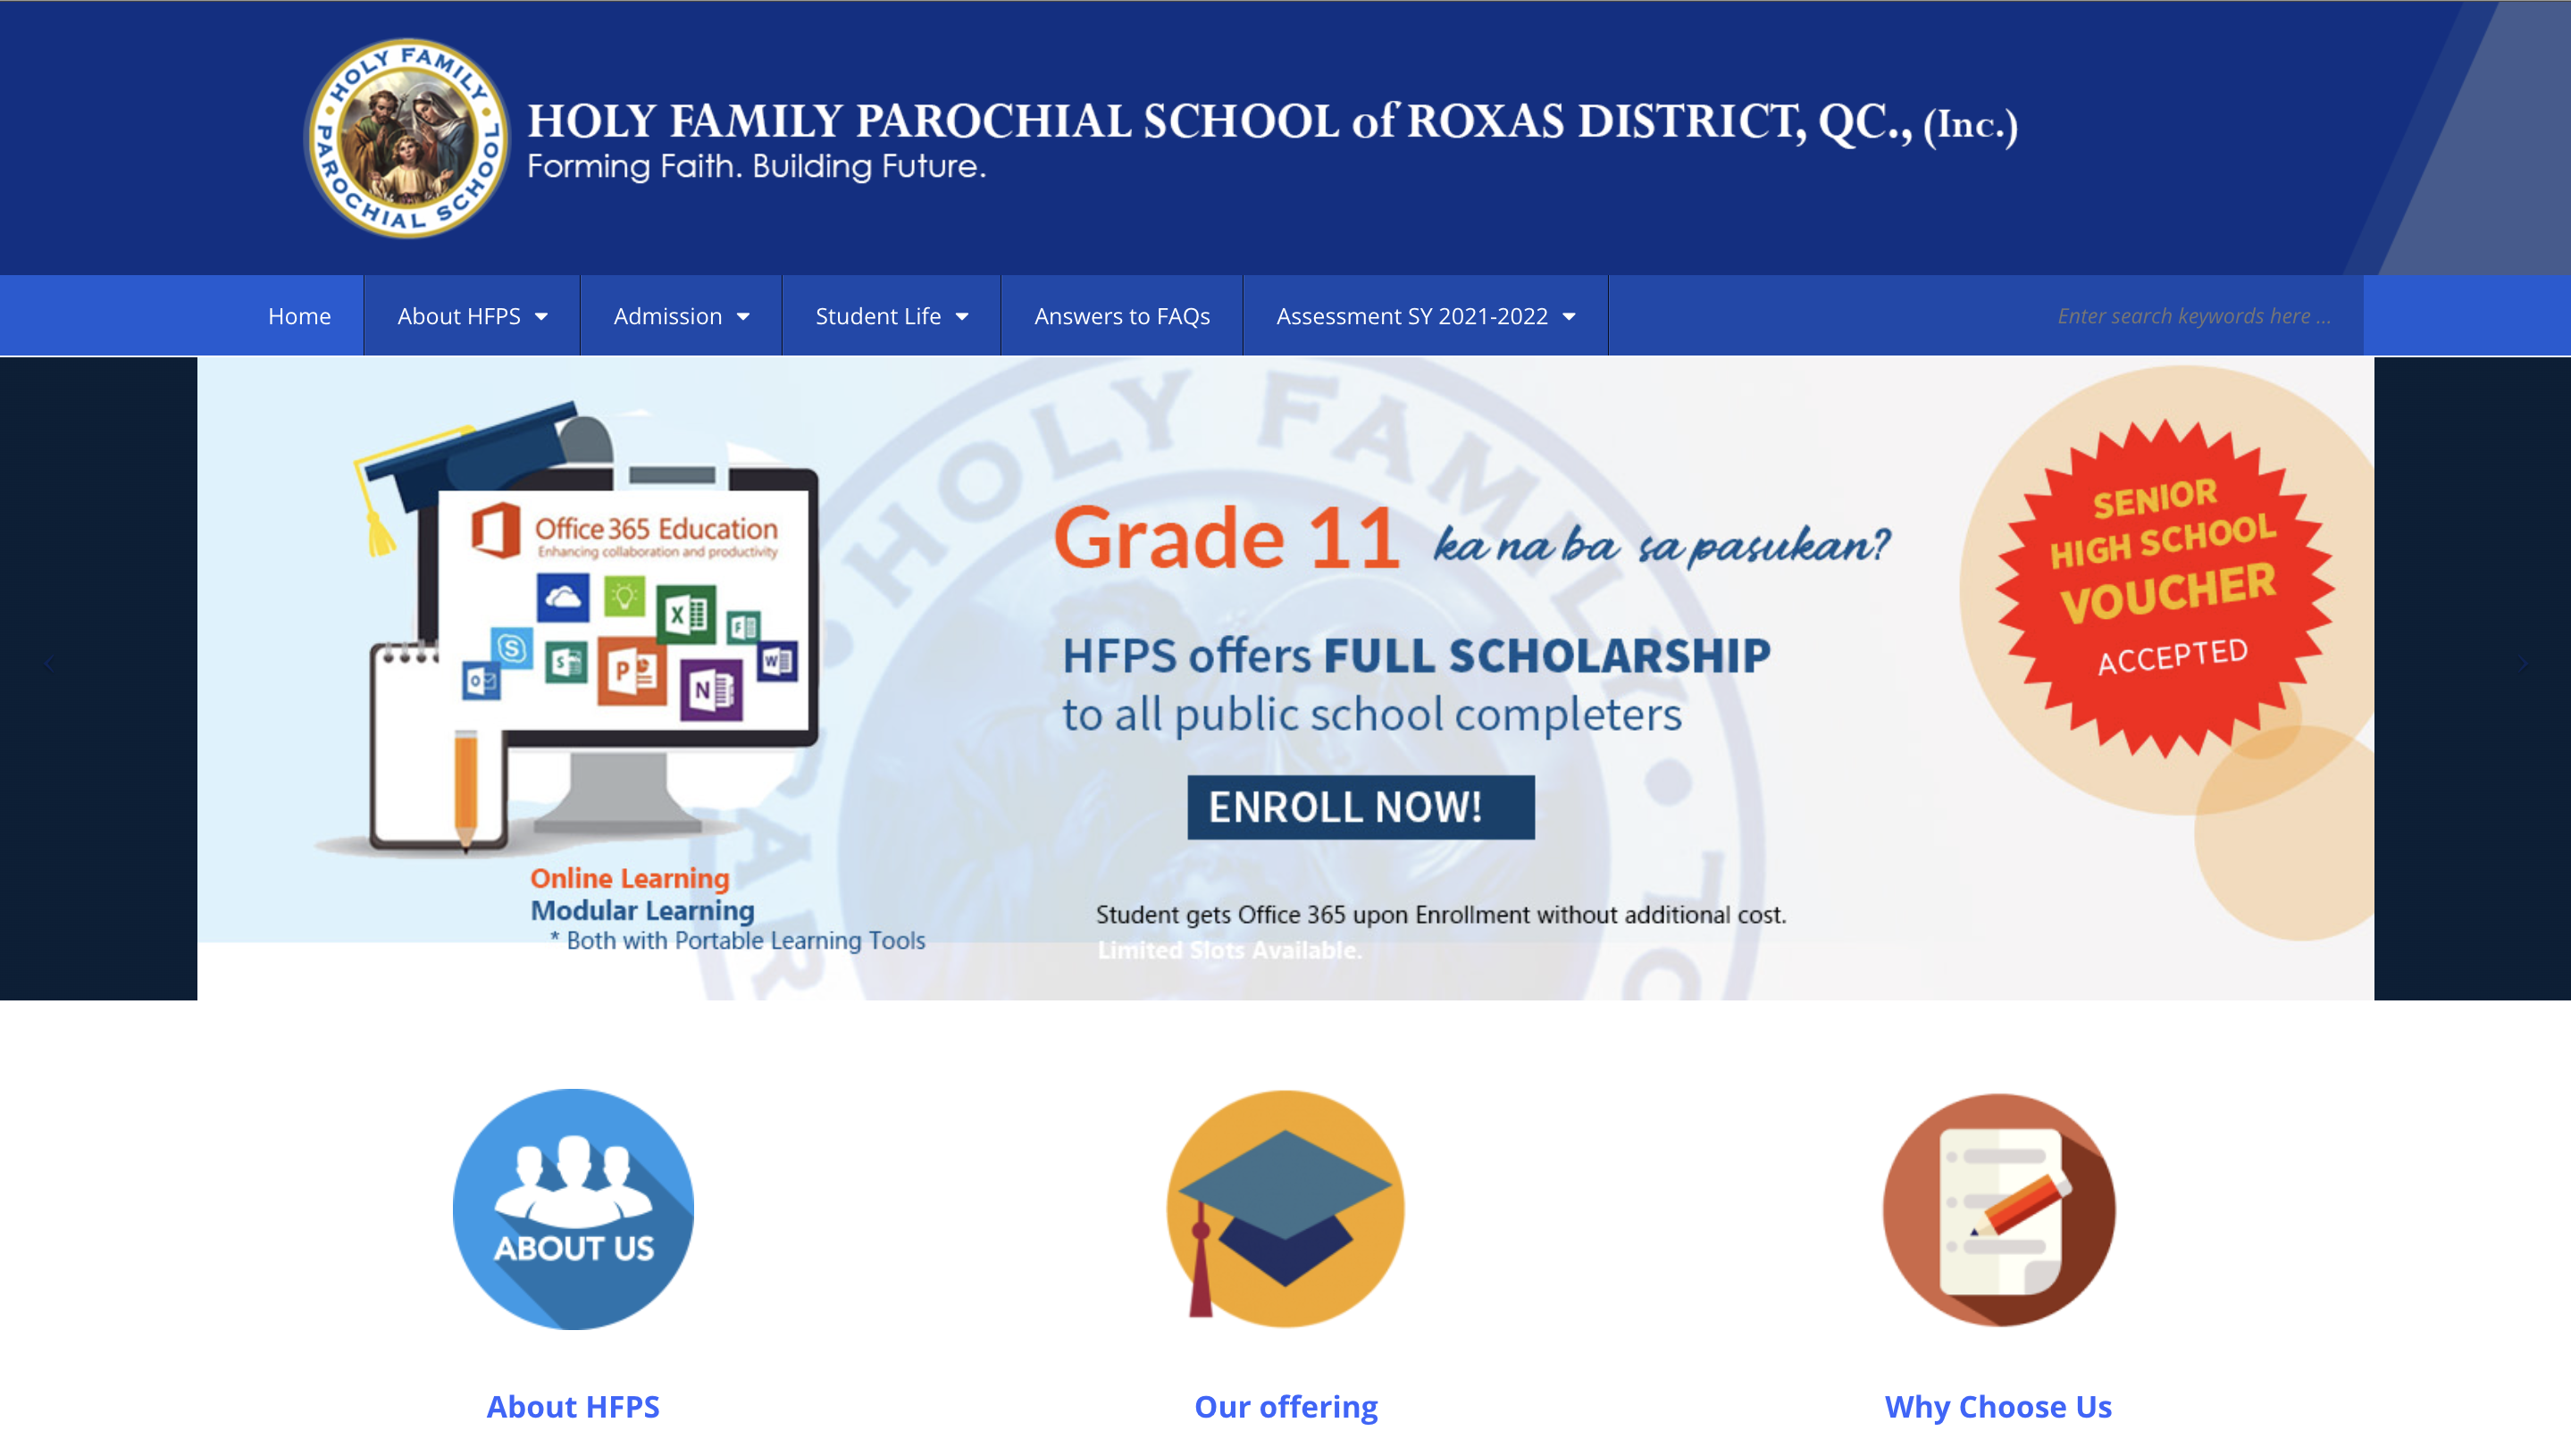 HOLY FAMILY PAROCHIAL SCHOOL
HOLY FAMILY PAROCHIAL SCHOOL of ROXAS DISTRICT, QC., (Inc.)
Forming Faith. Building Future.
Home
About HFPS
Admission
Student Life
Answers to FAQs
Assessment SY 2021-2022
Enter search keywords here ...
HOLY FAMILY
PAR
Office 365 Education
Enhancing collaboration and productivity
X
F
S
S
P
W
O
N
Grade 11 ka na ba sa pasukan?
HFPS offers FULL SCHOLARSHIP
to all public school completers
ENROLL NOW!
SENIOR
HIGH SCHOOL
VOUCHER
ACCEPTED
Online Learning
Modular Learning
* Both with Portable Learning Tools
Student gets Office 365 upon Enrollment without additional cost.
Limited Slots Available.
ABOUT US
About HFPS
Our offering
Why Choose Us